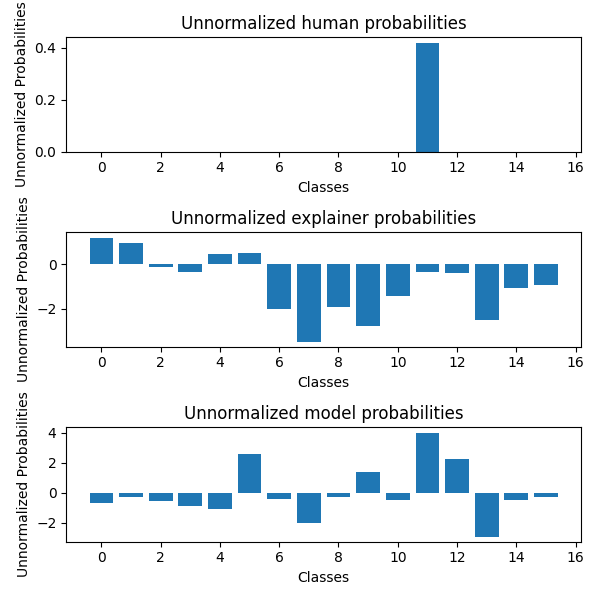 Unnormalized human probabilities
Unnormalized Probabilities
0.4
0.2
0.0
0 2 4 6 8 10 12 14 16
Classes
Unnormalized explainer probabilities
Unnormalized Probabilities
0
−2
0 2 4 6 8 10 12 14 16
Classes
Unnormalized model probabilities
Unnormalized Probabilities
4
2
0
−2
0 2 4 6 8 10 12 14 16
Classes